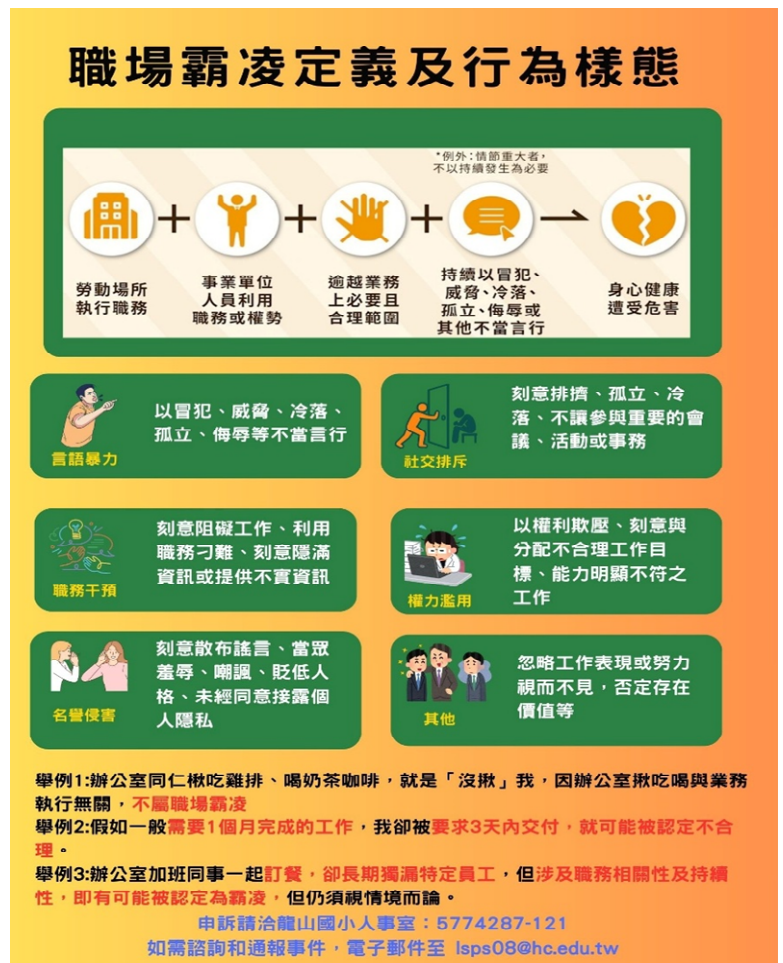 職場霸凌定義及行為樣態
*例外：情節重大者，
不以持續發生為必要
勞動場所
執行職務
事業單位
人員利用
職務或權勢
逾越業務
上必要且
合理範圍
持續以冒犯、
威脅、冷落、
孤立、侮辱或
其他不當言行
身心健康
遭受危害
言語暴力
以冒犯、威脅、冷落、
孤立、侮辱等不當言行
社交排斥
刻意排擠、孤立、冷
落、不讓參與重要的會
議、活動或事務
職務干預
刻意阻礙工作、利用
職務刁難、刻意隱滿
資訊或提供不實資訊
權力濫用
以權利欺壓、刻意與
分配不合理工作目
標、能力明顯不符之
工作
名譽侵害
刻意散布謠言、當眾
羞辱、嘲諷、貶低人
格、未經同意接露個
人隱私
其他
忽略工作表現或努力
視而不見，否定存在
價值等
舉例1:辦公室同仁楸吃雞排、喝奶茶咖啡，就是「沒揪」我，因辦公室揪吃喝與業務
執行無關，不屬職場霸凌
舉例2:假如一般需要1個月完成的工作，我卻被要求3天內交付，就可能被認定不合
理。
舉例3:辦公室加班同事一起訂餐，卻長期獨漏特定員工，但涉及職務相關性及持續
性，即有可能被認定為霸凌，但仍須視情境而論。
申訴請洽龍山國小人事室：5774287-121
如需諮詢和通報事件，電子郵件至 lsps08@hc.edu.tw